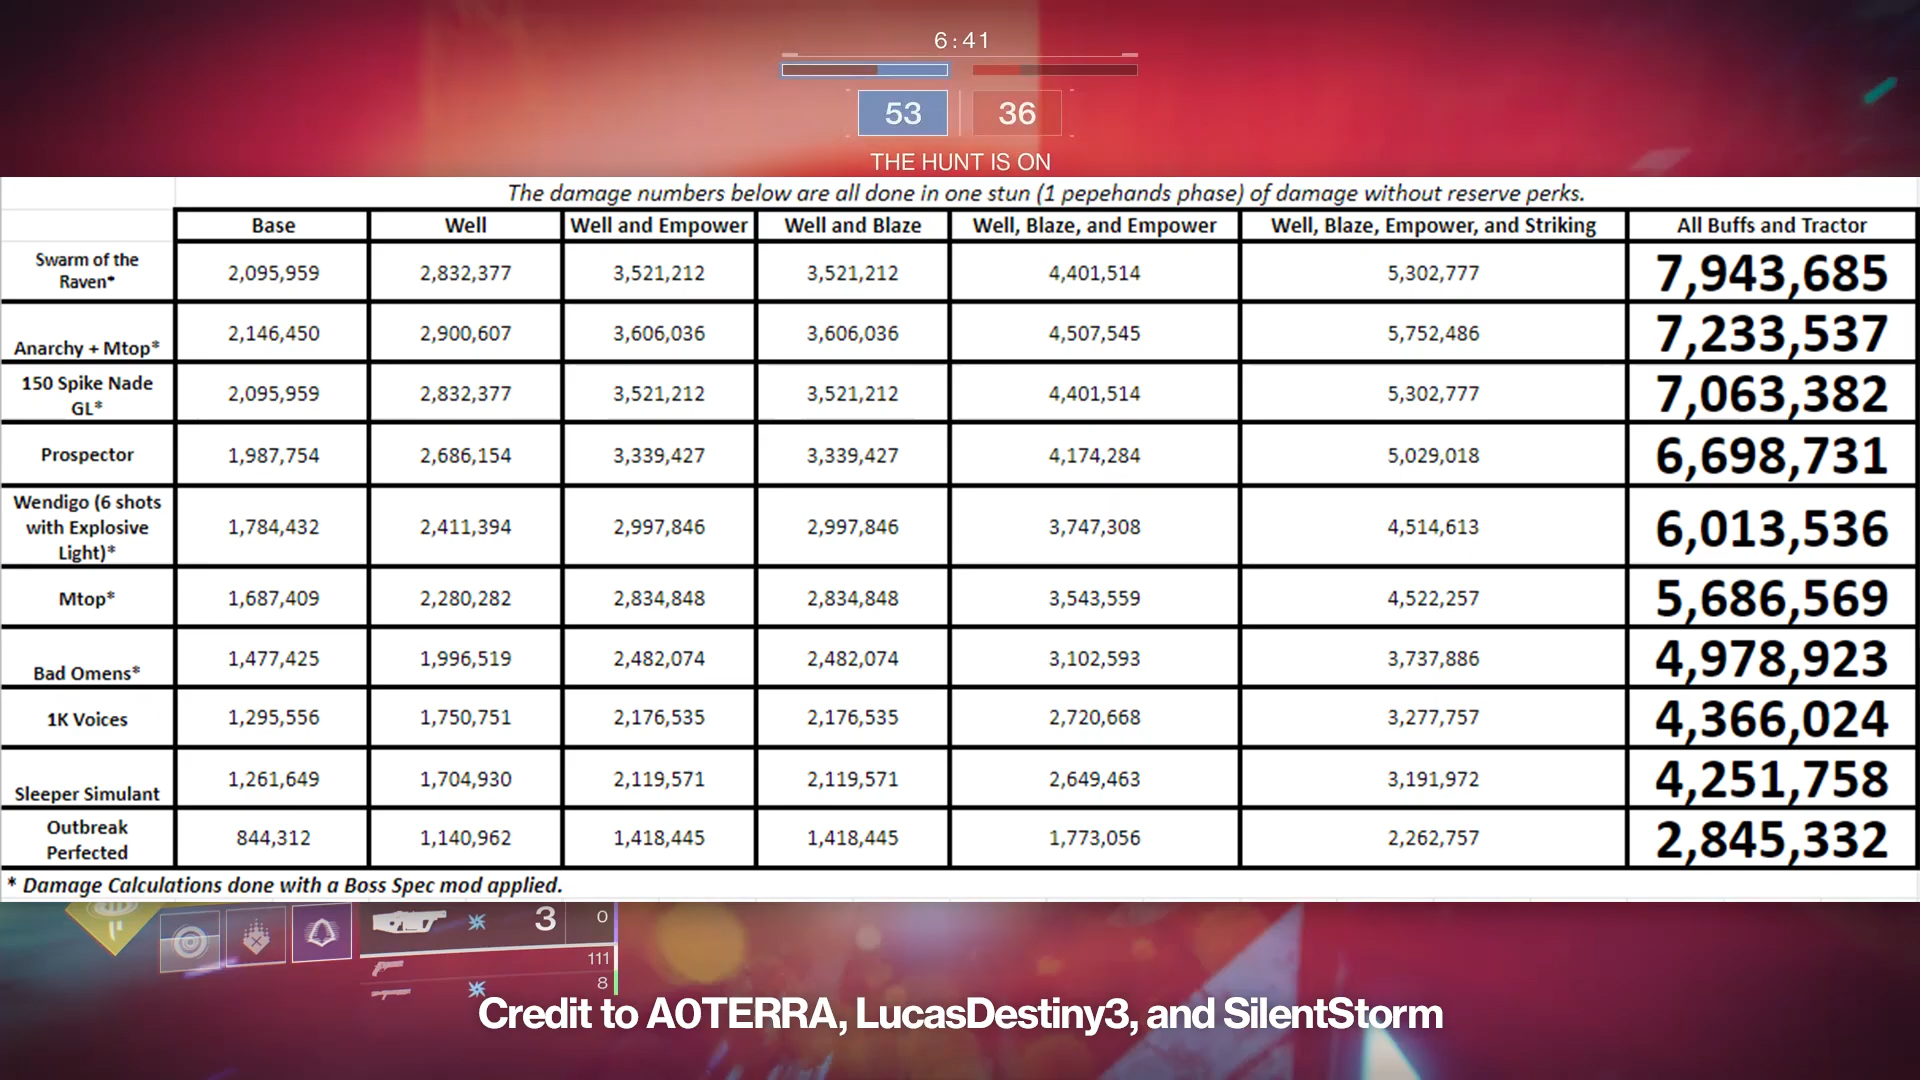 6:41
53 36
THE HUNT IS ON
The damage numbers below are all done in one stun (1 pepehands phase) of damage without reserve perks.
Base Well Well and Empower Well and Blaze Well, Blaze, and Empower Well, Blaze, Empower, and Striking All Buffs and Tractor
Swarm of the
Raven* 2,095,959 2,832,377 3,521,212 3,521,212 4,401,514 5,302,777 7,943,685
Anarchy + Mtop* 2,146,450 2,900,607 3,606,036 3,606,036 4,507,545 5,752,486 7,233,537
150 Spike Nade
GL* 2,095,959 2,832,377 3,521,212 3,521,212 4,401,514 5,302,777 7,063,382
Prospector 1,987,754 2,686,154 3,339,427 3,339,427 4,174,284 5,029,018 6,698,731
Wendigo (6 shots
with Explosive
Light)* 1,784,432 2,411,394 2,997,846 2,997,846 3,747,308 4,514,613 6,013,536
Mtop* 1,687,409 2,280,282 2,834,848 2,834,848 3,543,559 4,522,257 5,686,569
Bad Omens* 1,477,425 1,996,519 2,482,074 2,482,074 3,102,593 3,737,886 4,978,923
1K Voices 1,295,556 1,750,751 2,176,535 2,176,535 2,720,668 3,277,757 4,366,024
Sleeper Simulant 1,261,649 1,704,930 2,119,571 2,119,571 2,649,463 3,191,972 4,251,758
Outbreak
Perfected 844,312 1,140,962 1,418,445 1,418,445 1,773,056 2,262,757 2,845,332
* Damage Calculations done with a Boss Spec mod applied.
3 0
111
8
Credit to A0TERRA, LucasDestiny3, and SilentStorm